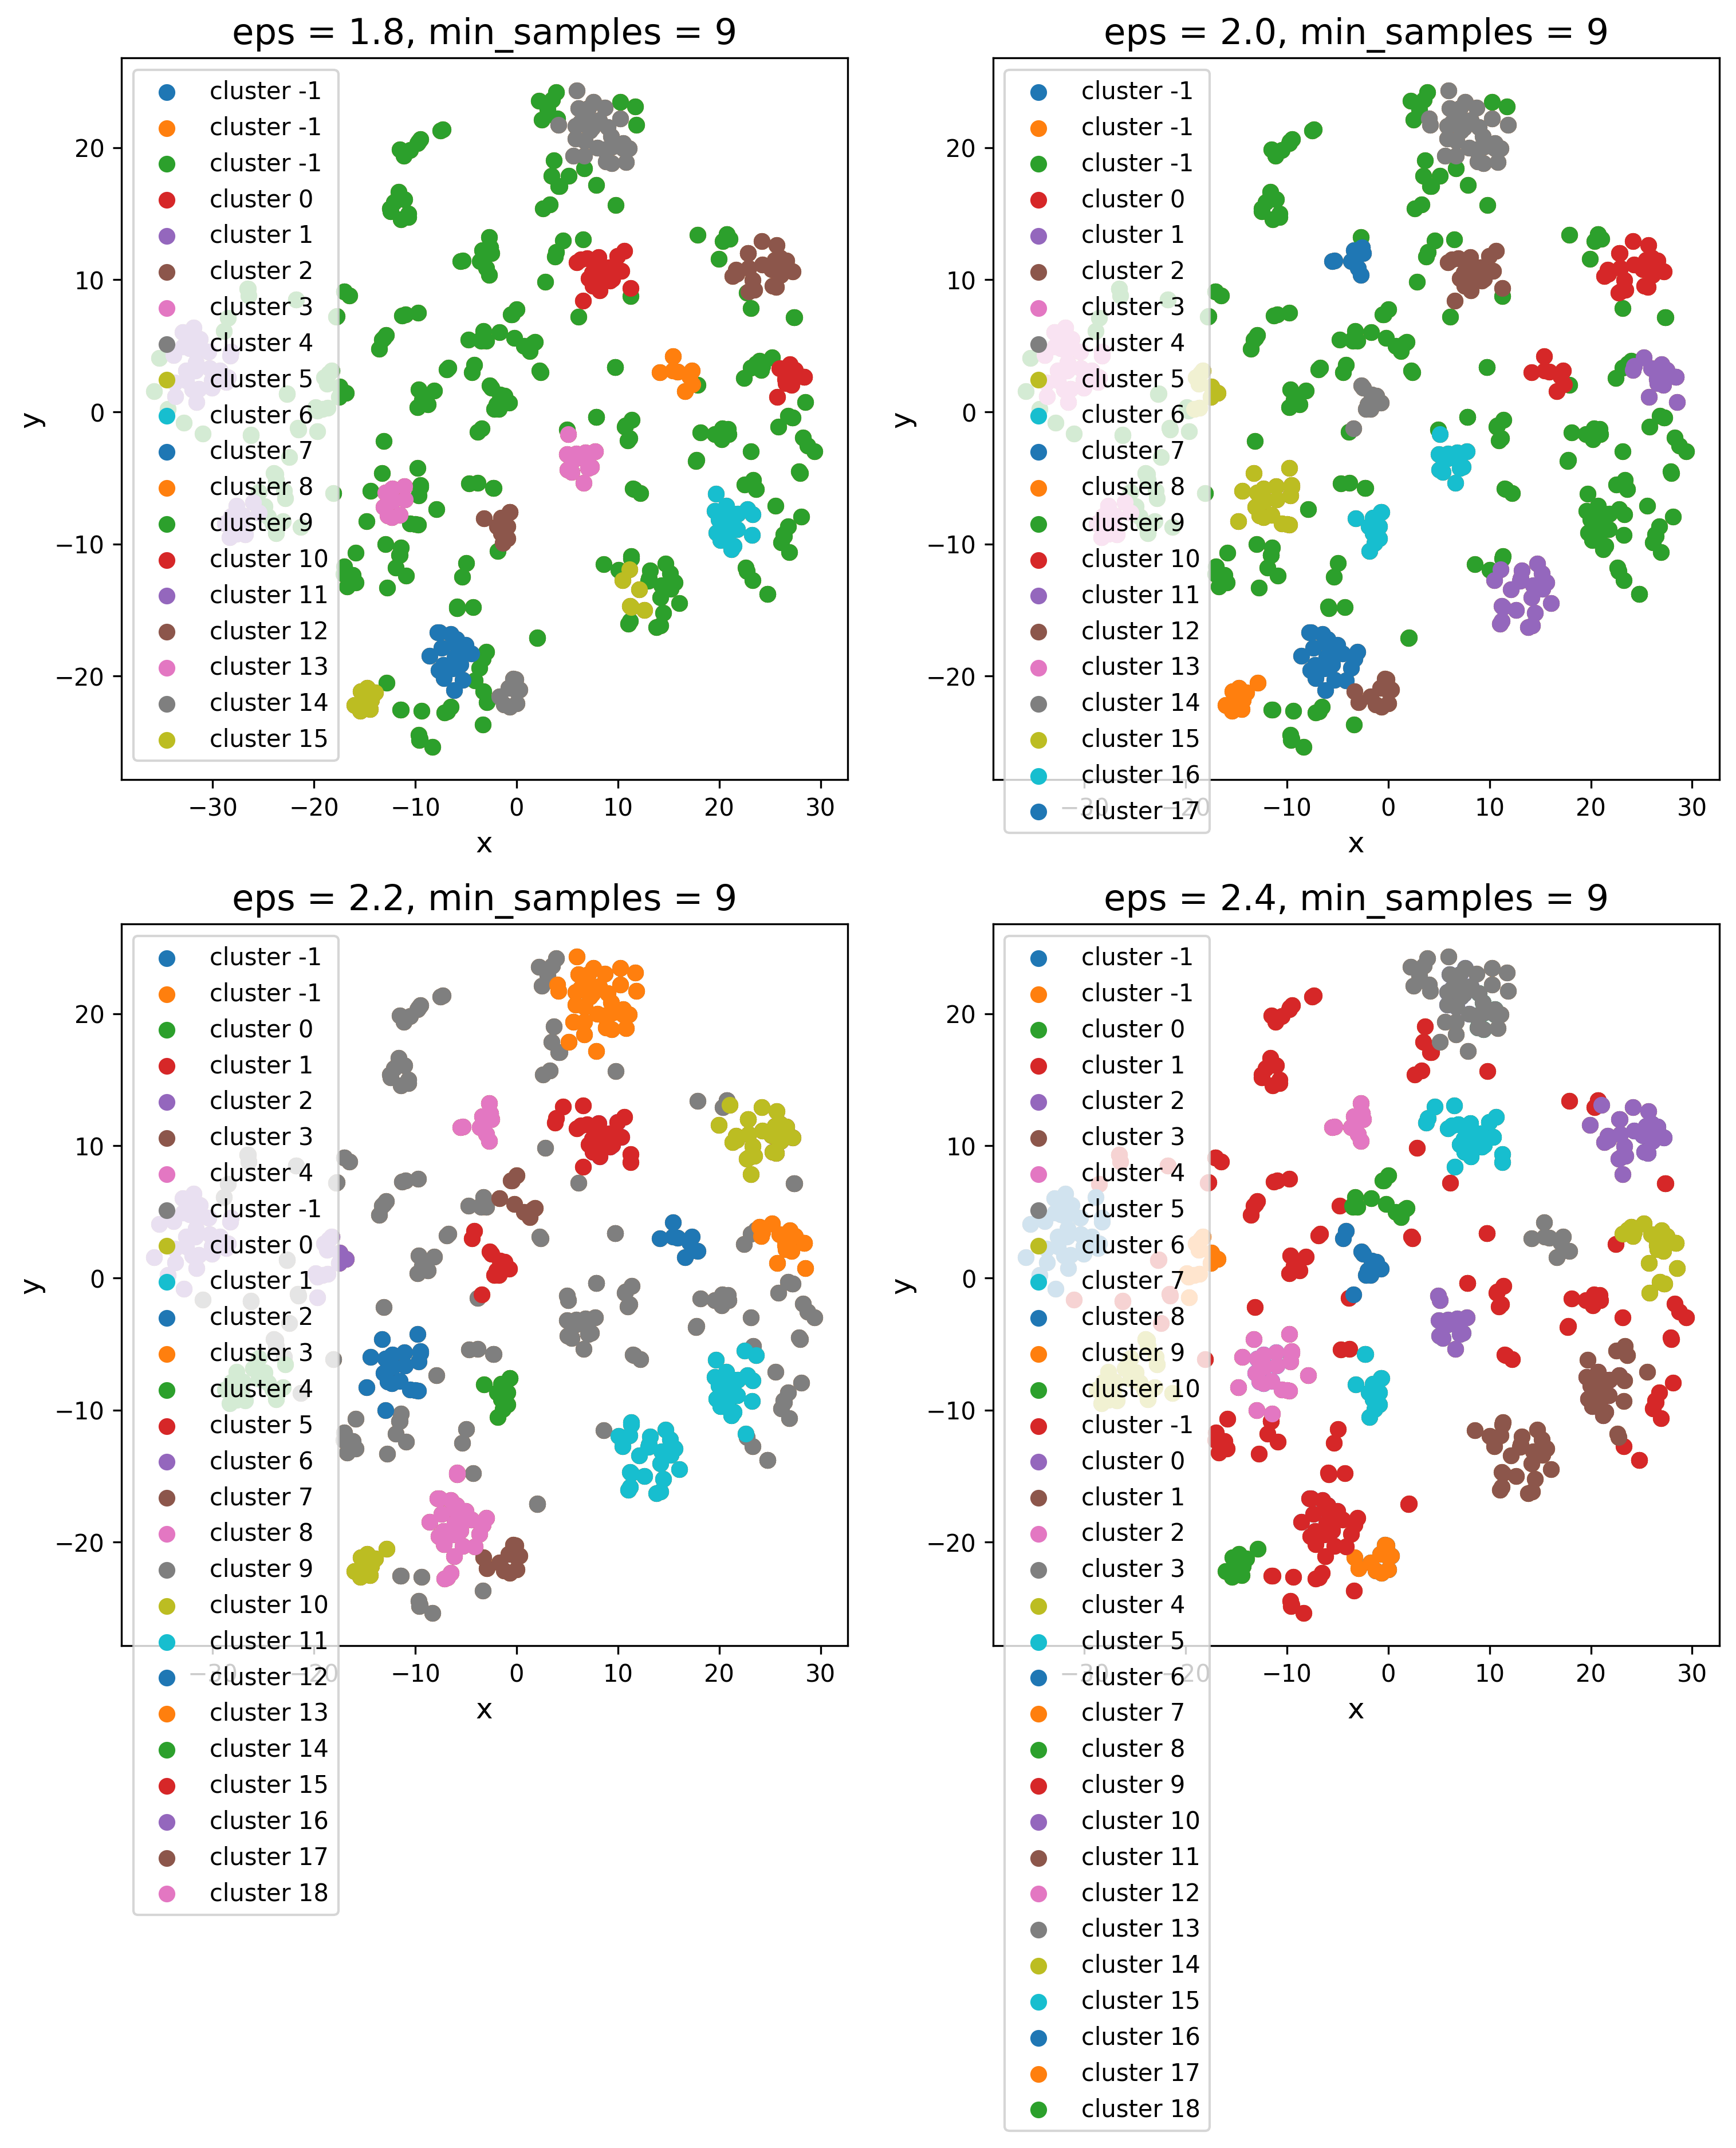 eps = 1.8, min_samples = 9
cluster -1
cluster -1
cluster -1
cluster 0
cluster 1
cluster 2
cluster 3
cluster 4
cluster 5
cluster 6
cluster 7
cluster 8
cluster 9
cluster 10
cluster 11
cluster 12
cluster 13
cluster 14
cluster 15
20
10
0
−10
−20
y
−30
−20
−10
0
10
20
30
x
eps = 2.0, min_samples = 9
cluster -1
cluster -1
cluster -1
cluster 0
cluster 1
cluster 2
cluster 3
cluster 4
cluster 5
cluster 6
cluster 7
cluster 8
cluster 9
cluster 10
cluster 11
cluster 12
cluster 13
cluster 14
cluster 15
cluster 16
cluster 17
20
10
0
−10
−20
y
−30
−20
−10
0
10
20
30
x
eps = 2.2, min_samples = 9
cluster -1
cluster -1
cluster 0
cluster 1
cluster 2
cluster 3
cluster 4
cluster -1
cluster 0
cluster 1
cluster 2
cluster 3
cluster 4
cluster 5
cluster 6
cluster 7
cluster 8
cluster 9
cluster 10
cluster 11
cluster 12
cluster 13
cluster 14
cluster 15
cluster 16
cluster 17
cluster 18
20
10
0
−10
−20
y
−30
−20
−10
0
10
20
30
x
eps = 2.4, min_samples = 9
cluster -1
cluster -1
cluster 0
cluster 1
cluster 2
cluster 3
cluster 4
cluster 5
cluster 6
cluster 7
cluster 8
cluster 9
cluster 10
cluster -1
cluster 0
cluster 1
cluster 2
cluster 3
cluster 4
cluster 5
cluster 6
cluster 7
cluster 8
cluster 9
cluster 10
cluster 11
cluster 12
cluster 13
cluster 14
cluster 15
cluster 16
cluster 17
cluster 18
20
10
0
−10
−20
y
−30
−20
−10
0
10
20
30
x